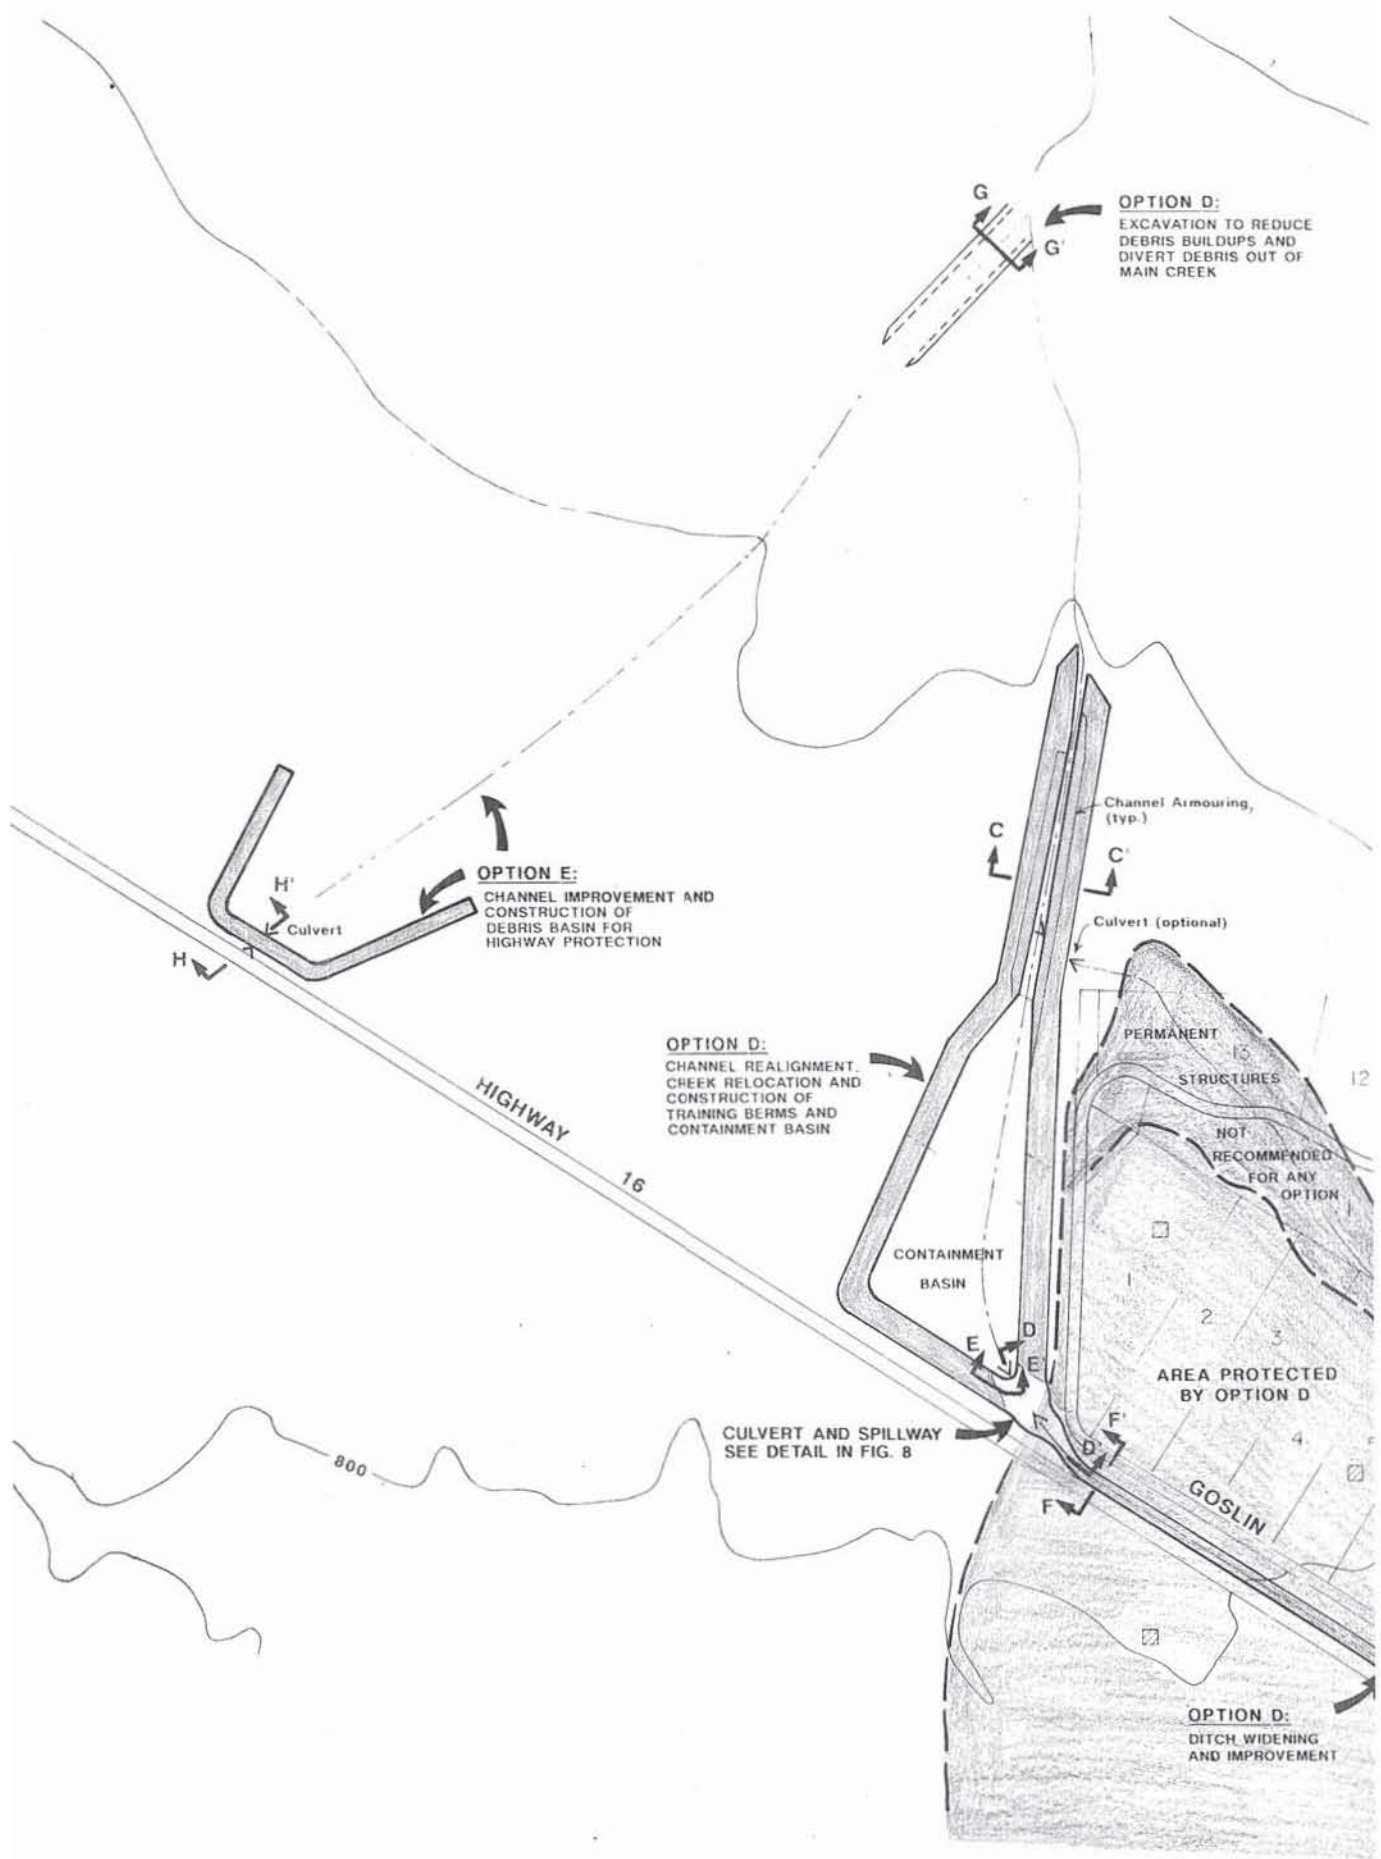 G
G'
OPTION D:
EXCAVATION TO REDUCE
DEBRIS BUILDUPS AND
DIVERT DEBRIS OUT OF
MAIN CREEK
Channel Armouring,
(typ.)
C
C'
OPTION E:
CHANNEL IMPROVEMENT AND
CONSTRUCTION OF
DEBRIS BASIN FOR
HIGHWAY PROTECTION
H'
Culvert
H
Culvert (optional)
OPTION D:
CHANNEL REALIGNMENT,
CREEK RELOCATION AND
CONSTRUCTION OF
TRAINING BERMS AND
CONTAINMENT BASIN
PERMANENT
13
STRUCTURES
12
NOT
RECOMMENDED
FOR ANY
OPTION
HIGHWAY
16
CONTAINMENT
BASIN
1
1
2
3
E
D
E'
AREA PROTECTED
BY OPTION D
CULVERT AND SPILLWAY
SEE DETAIL IN FIG. 8
F'
D'
4
F
GOSLIN
800
OPTION D:
DITCH WIDENING
AND IMPROVEMENT